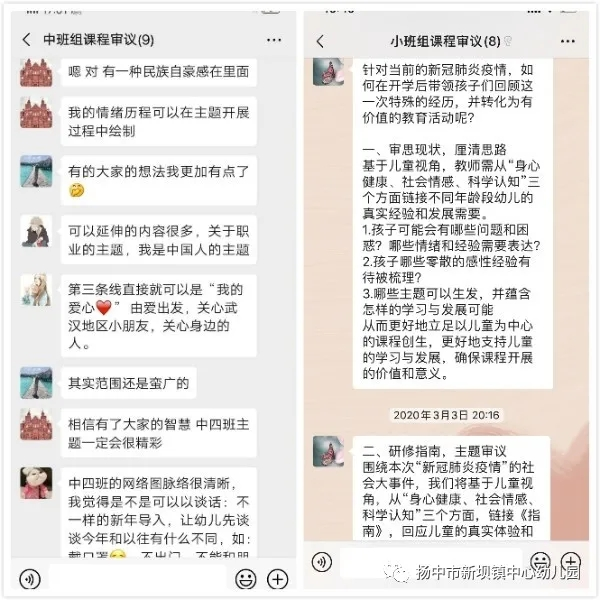 中班组课程审议(9)
嗯 对 有一种民族自豪感在里面
我的情绪历程可以在主题开展
过程中绘制
有的大家的想法我更加有点了
可以延伸的内容很多，关于
职业的主题，我是中国人的主题
第三条线直接就可以是“我的
爱心❤️” 由爱出发，关心武
汉地区小朋友，关心身边的
人。
其实范围还是蛮广的
相信有了大家的智慧 中四班主
题一定会很精彩
中四班的网络图脉络很清晰，
我觉得是不是可以以谈话：不
一样的新年导入，让幼儿先谈
谈今年和以往有什么不同，如：
戴口罩 不出门 不能和朋
小班组课程审议(8)
针对当前的新冠肺炎疫情，如
何在开学后带领孩子们回顾这
一次特殊的经历，并转化为有
价值的教育活动呢？
一、审思现状，厘清思路
基于儿童视角，教师需从“身心
健康、社会情感、科学认知”三
个方面链接不同年龄段幼儿的
真实经验和发展需要。
1.孩子可能会有哪些问题和困
惑？哪些情绪和经验需要表达？
2.孩子哪些零散的感性经验有
待被梳理？
3.哪些主题可以生发，并蕴含
怎样的学习与发展可能
从而更好地立足以儿童为中心
的课程创生，更好地支持儿童
的学习与发展，确保课程开展
的价值和意义。
2020年3月3日 20:16
二、研修指南，主题审议
围绕本次“新冠肺炎疫情”的社
会大事件，我们将基于儿童视
角，从“身心健康、社会情感、
科学认知”三个方面，链接《指
南》，回应儿童的真实体验和
扬中市新坝镇中心幼儿园